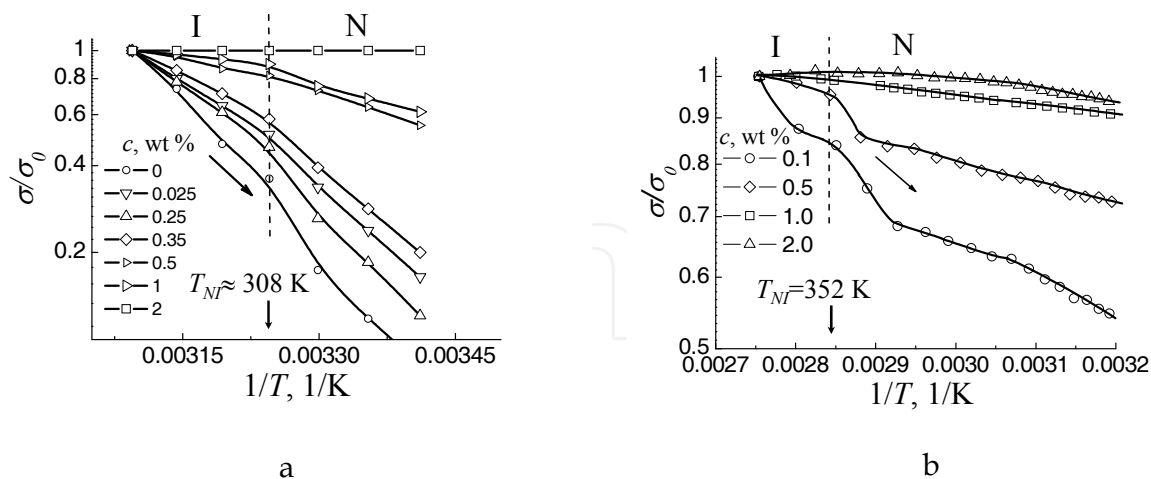 I N
1
0.8
0.6
0.4
0.2
σ/σ0
c, wt %
0
0.025
0.25
0.35
0.5
1
2
TNI≈ 308 K
0.00315 0.00330 0.00345
1/T, 1/K
a
I N
1
0.9
0.8
0.7
0.6
0.5
σ/σ0
c, wt %
0.1
0.5
1.0
2.0
TNI=352 K
0.0027 0.0028 0.0029 0.0030 0.0031 0.0032
1/T, 1/K
b